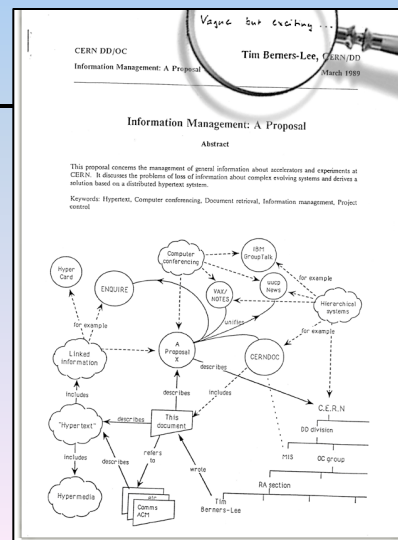 Vague but exciting ...
CERN DD/OC
Tim Berners-Lee, CERN/DD
Information Management: A Proposal
March 1989
Information Management: A Proposal
Abstract
This proposal concerns the management of general information about accelerators and experiments at
CERN. It discusses the problems of loss of information about complex evolving systems and derives a
solution based on a distributed hypertext sytstem.
Keywords: Hypertext, Computer conferencing, Document retrieval, Information management, Project
control
IBM
GroupTalk
Computer
conferencing
Hyper
Card
ENQUIRE
for example
uucp
News
VAX/
NOTES
Hierarchical
systems
for example
unifies
for example
Linked
information
A
Proposal
X
CERNDOC
describes
includes
describes
includes
C.E.R.N
"Hypertext"
describes
This
document
DD division
includes
describes
refers
to
MIS
OC group
wrote
RA section
Hypermedia
etc
Comms
ACM
Tim
Berners-Lee